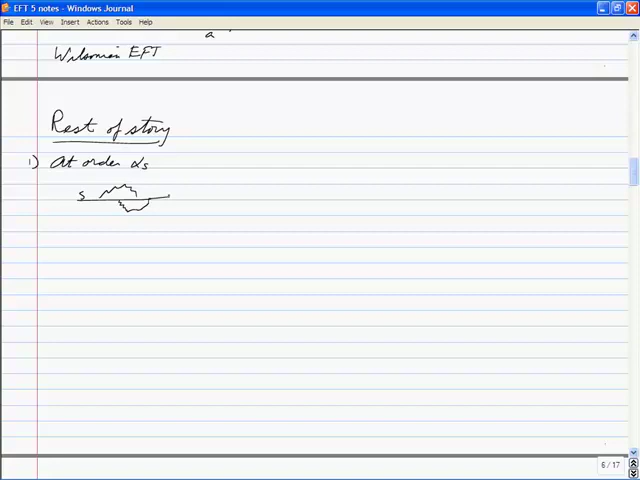 EFT 5 notes - Windows Journal
File Edit View Insert Actions Tools Help
a
Wilsonian EFT
Rest of story
1) At order αs
s
6 / 17